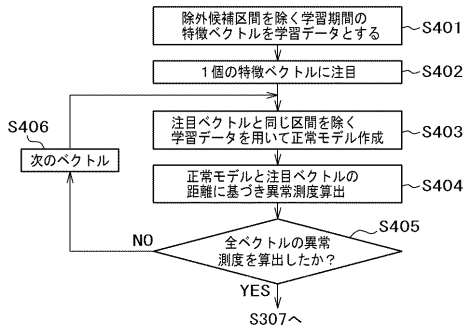 除外候補区間を除く学習期間の
特徴ベクトルを学習データとする
S401
1個の特徴ベクトルに注目
S402
S406
次のベクトル
注目ベクトルと同じ区間を除く
学習データを用いて正常モデル作成
S403
正常モデルと注目ベクトルの
距離に基づき異常測度算出
S404
全ベクトルの異常
測度を算出したか?
S405
NO
YES
S307へ